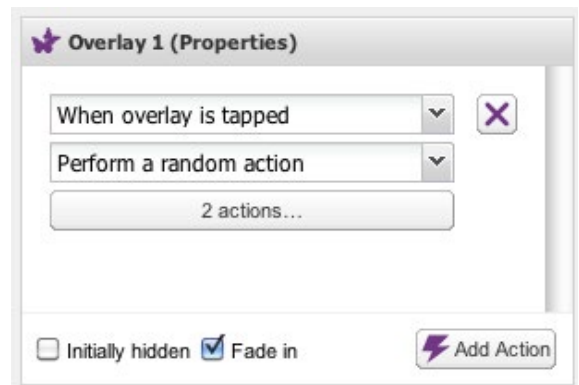 Overlay 1 (Properties)
When overlay is tapped
Perform a random action
2 actions...
Initially hidden Fade in Add Action